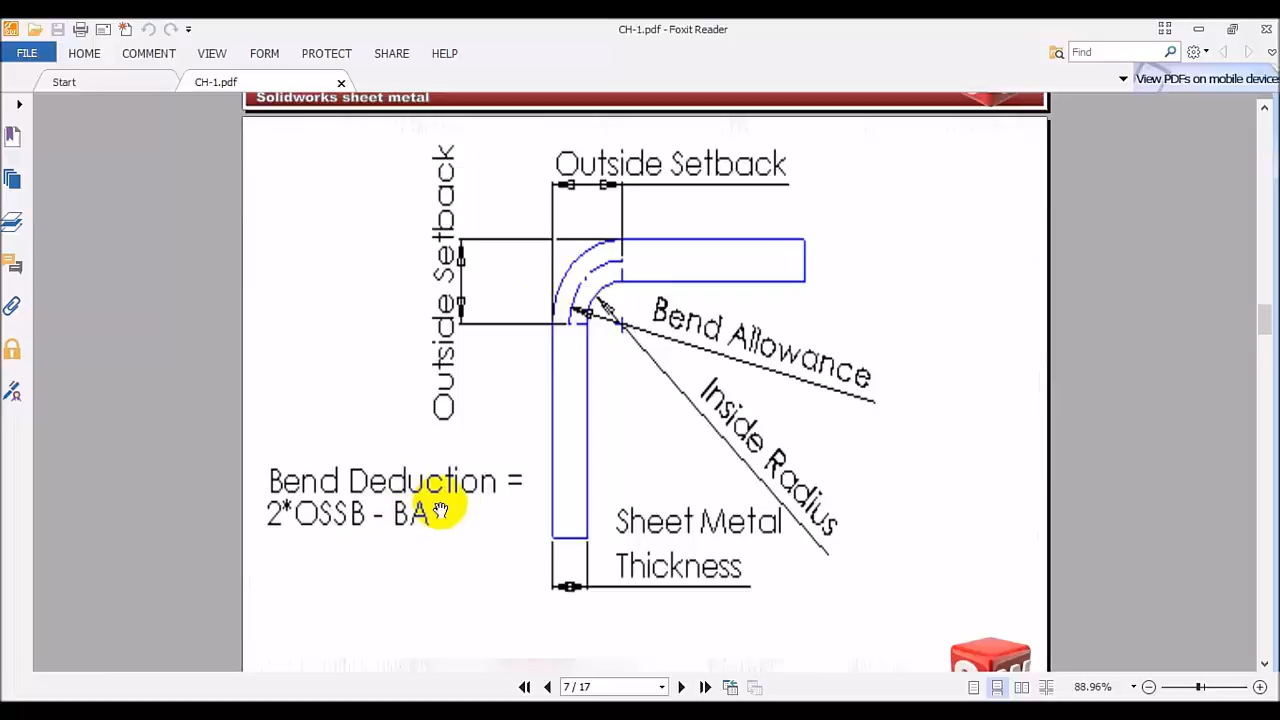 CH-1.pdf - Foxit Reader
FILE
HOME
COMMENT
VIEW
FORM
PROTECT
SHARE
HELP
Find
Start
CH-1.pdf
View PDFs on mobile device
Solidworks sheet metal
Outside Setback
Outside Setback
Bend Allowance
Inside Radius
Bend Deduction =
2*OSSB - BA
Sheet Metal
Thickness
7 / 17
88.96%